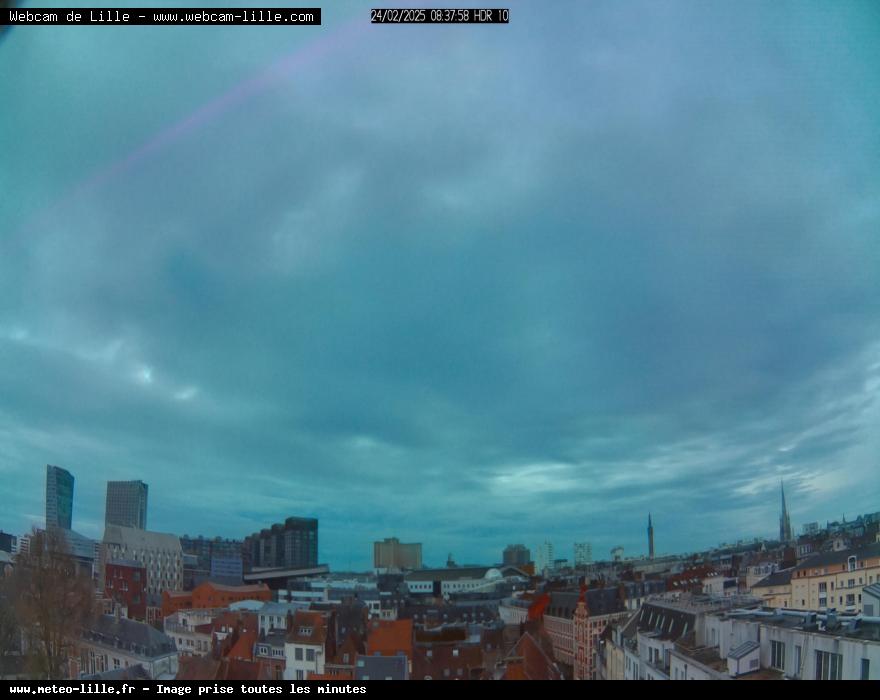 Webcam de Lille - www.webcam-lille.com
24/02/2025 08:37:58 HDR 10
www.meteo-lille.fr - Image prise toutes les minutes